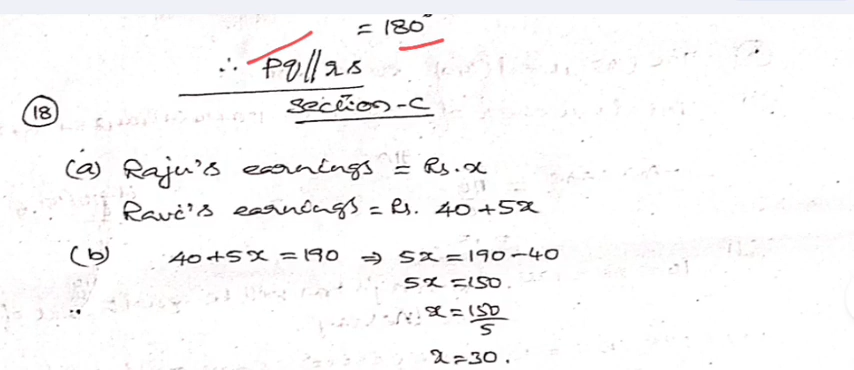 = 180°
∴ PQ || RS
Section - C
(18)
(a) Raju's earnings = Rs. x
Ravi's earnings = Rs. 40 + 5x
(b) 40 + 5x = 190 ⇒ 5x = 190 - 40
5x = 150.
x = 150/5
x = 30.